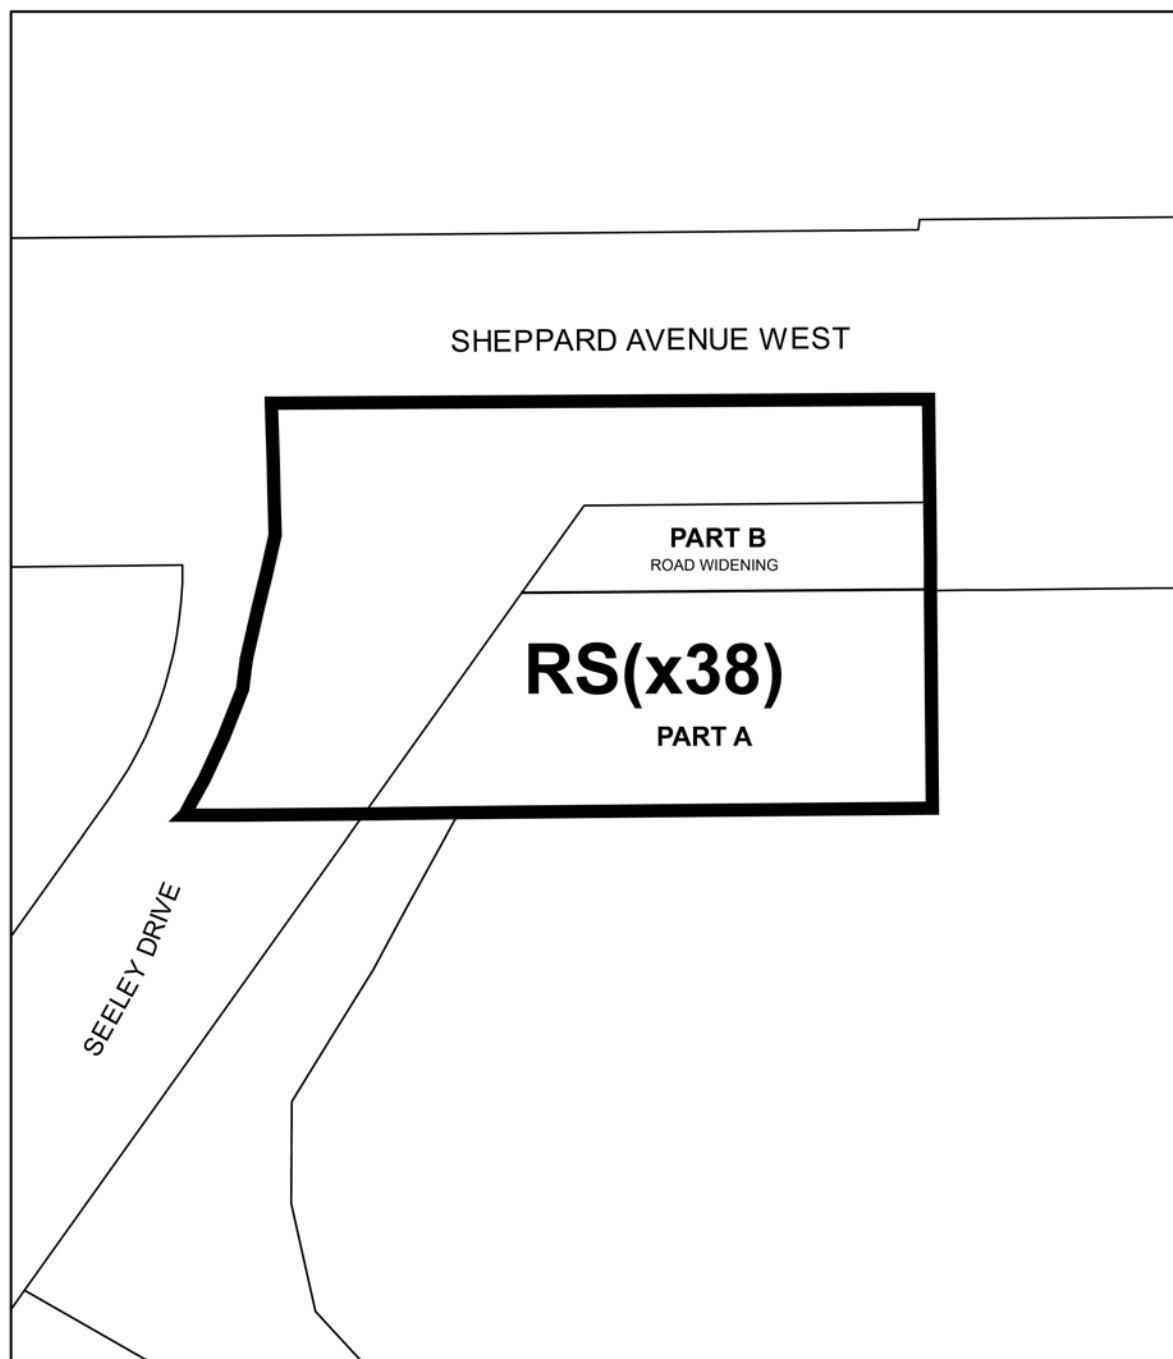 SHEPPARD AVENUE WEST
PART B
ROAD WIDENING
RS(x38)
PART A
SEELEY DRIVE